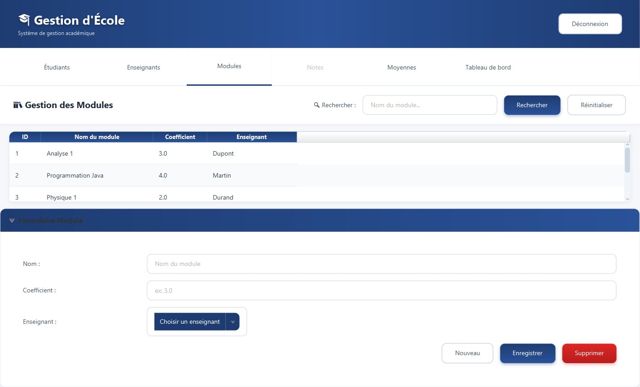 Gestion d'École
Système de gestion académique
Déconnexion
Étudiants
Enseignants
Modules
Notes
Moyennes
Tableau de bord
Gestion des Modules
Rechercher :
Nom du module...
Rechercher
Réinitialiser
ID Nom du module Coefficient Enseignant
1 Analyse 1 3.0 Dupont
2 Programmation Java 4.0 Martin
3 Physique 1 2.0 Durand
Formulaire Module
Nom :
Nom du module
Coefficient :
ex: 3.0
Enseignant :
Choisir un enseignant
Nouveau
Enregistrer
Supprimer